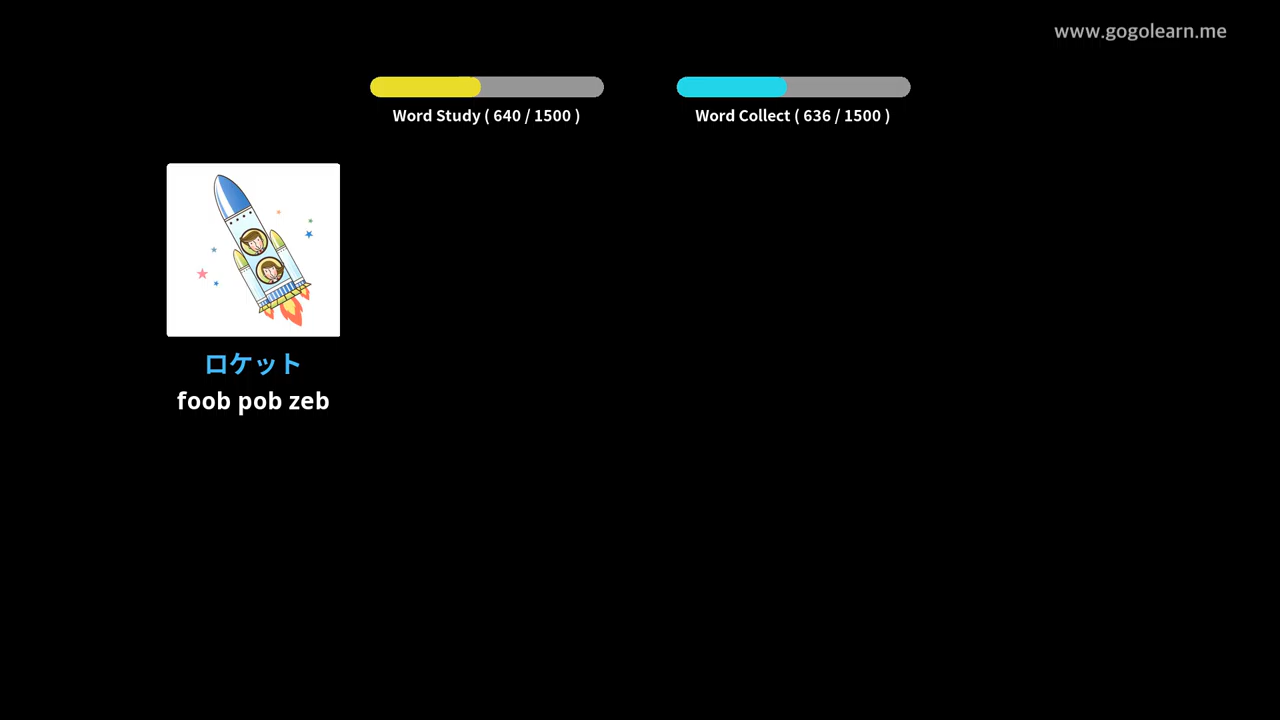 www.gogolearn.me
Word Study ( 640 / 1500 )
Word Collect ( 636 / 1500 )
ロケット
foob pob zeb